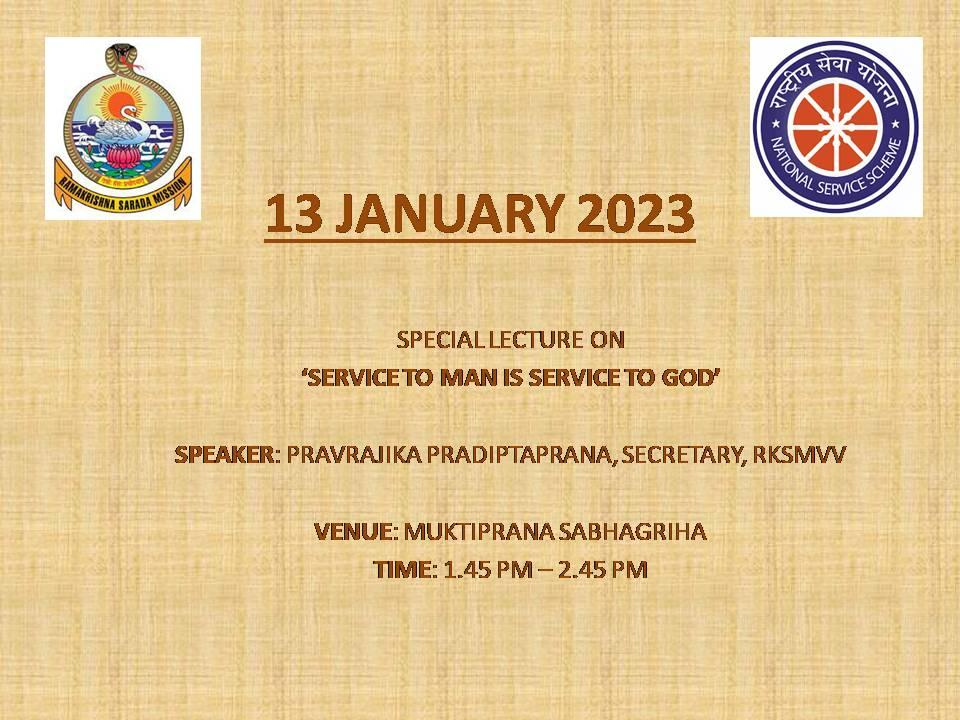 RAMAKRISHNA SARADA MISSION
राष्ट्रीय सेवा योजना
NATIONAL SERVICE SCHEME
13 JANUARY 2023
SPECIAL LECTURE ON
‘SERVICE TO MAN IS SERVICE TO GOD’
SPEAKER: PRAVRAJIKA PRADIPTAPRANA, SECRETARY, RKSMVV
VENUE: MUKTIPRANA SABHAGRIHA
TIME: 1.45 PM – 2.45 PM